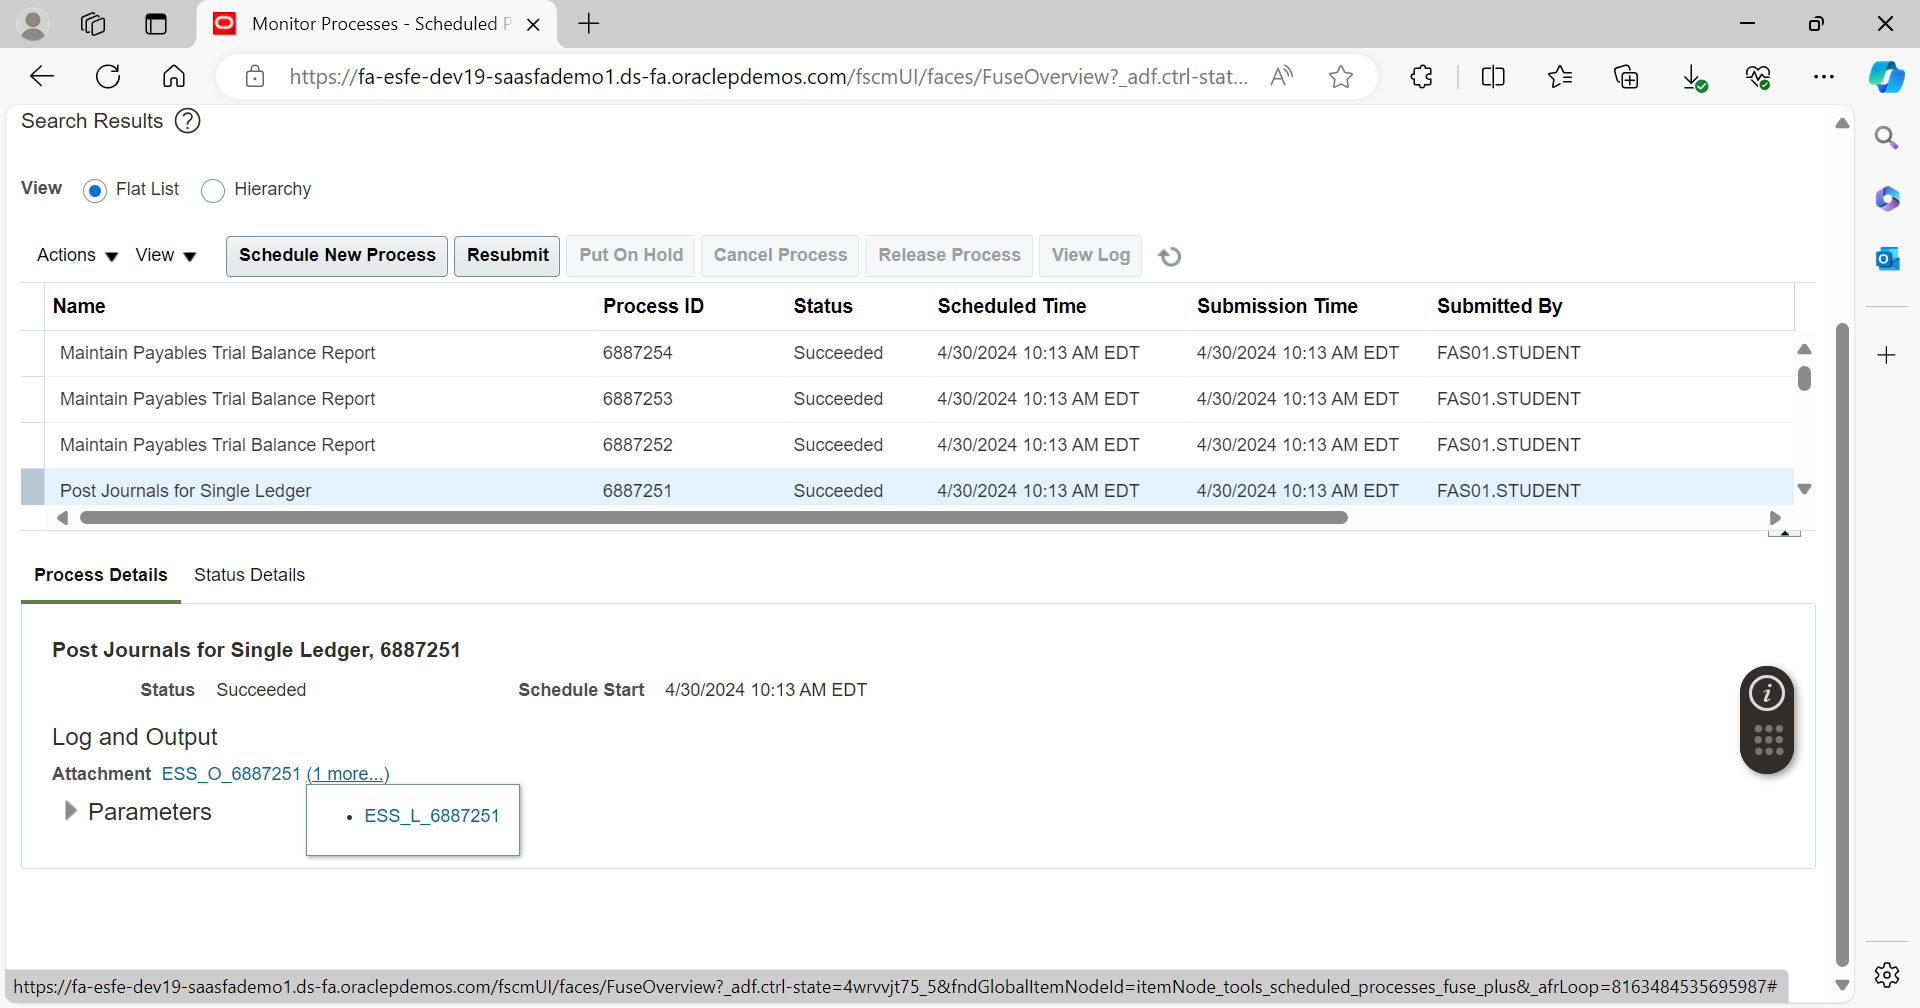 Monitor Processes - Scheduled P
https://fa-esfe-dev19-saasfademo1.ds-fa.oraclepdemos.com/fscmUI/faces/FuseOverview?_adf.ctrl-stat...
Search Results ?
View Flat List Hierarchy
Actions View Schedule New Process Resubmit Put On Hold Cancel Process Release Process View Log
Name Process ID Status Scheduled Time Submission Time Submitted By
Maintain Payables Trial Balance Report 6887254 Succeeded 4/30/2024 10:13 AM EDT 4/30/2024 10:13 AM EDT FAS01.STUDENT
Maintain Payables Trial Balance Report 6887253 Succeeded 4/30/2024 10:13 AM EDT 4/30/2024 10:13 AM EDT FAS01.STUDENT
Maintain Payables Trial Balance Report 6887252 Succeeded 4/30/2024 10:13 AM EDT 4/30/2024 10:13 AM EDT FAS01.STUDENT
Post Journals for Single Ledger 6887251 Succeeded 4/30/2024 10:13 AM EDT 4/30/2024 10:13 AM EDT FAS01.STUDENT
Process Details Status Details
Post Journals for Single Ledger, 6887251
Status Succeeded Schedule Start 4/30/2024 10:13 AM EDT
Log and Output
Attachment ESS_O_6887251 (1 more...)
Parameters
• ESS_L_6887251
https://fa-esfe-dev19-saasfademo1.ds-fa.oraclepdemos.com/fscmUI/faces/FuseOverview?_adf.ctrl-state=4wrvvjt75_5&fndGlobalItemNodeId=itemNode_tools_scheduled_processes_fuse_plus&_afrLoop=8163484535695987#